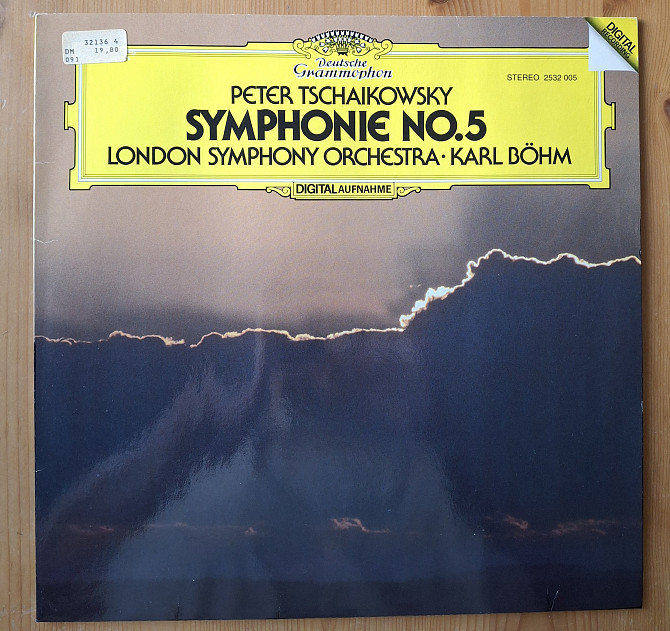 32136 4
DM 19,80
091
Deutsche
Grammophon
DIGITAL
RECORDING
STEREO 2532 005
PETER TSCHAIKOWSKY
SYMPHONIE NO.5
LONDON SYMPHONY ORCHESTRA · KARL BÖHM
DIGITAL AUFNAHME